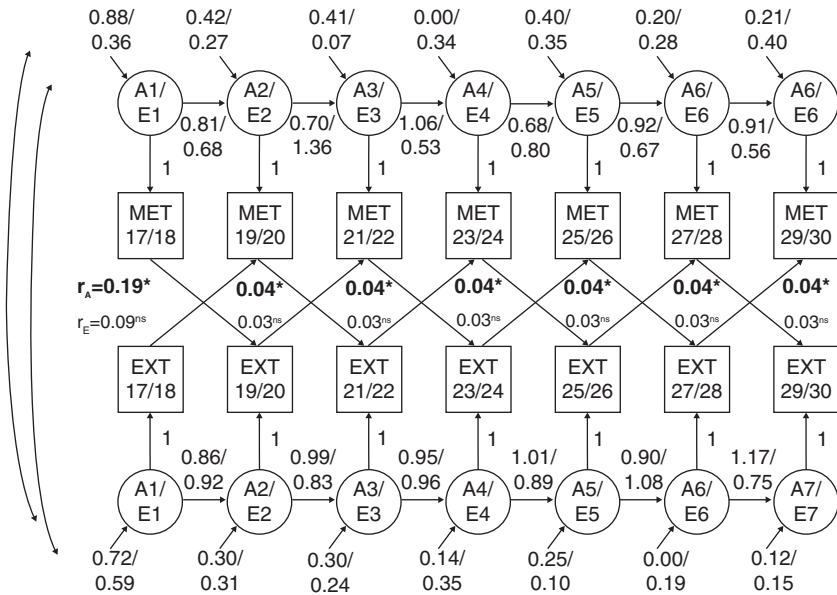 0.88/ 0.42/ 0.41/ 0.00/ 0.40/ 0.20/ 0.21/
0.36 0.27 0.07 0.34 0.35 0.28 0.40
A1/ A2/ A3/ A4/ A5/ A6/ A6/
E1 E2 E3 E4 E5 E6 E6
0.81/ 0.70/ 1.06/ 0.68/ 0.92/ 0.91/
0.68 1.36 0.53 0.80 0.67 0.56
1 1 1 1 1 1 1
MET MET MET MET MET MET MET
17/18 19/20 21/22 23/24 25/26 27/28 29/30
rA=0.19* 0.04* 0.04* 0.04* 0.04* 0.04* 0.04*
rE=0.09ns 0.03ns 0.03ns 0.03ns 0.03ns 0.03ns 0.03ns
EXT EXT EXT EXT EXT EXT EXT
17/18 19/20 21/22 23/24 25/26 27/28 29/30
1 1 1 1 1 1 1
0.86/ 0.99/ 0.95/ 1.01/ 0.90/ 1.17/
0.92 0.83 0.96 0.89 1.08 0.75
A1/ A2/ A3/ A4/ A5/ A6/ A7/
E1 E2 E3 E4 E5 E6 E7
0.72/ 0.30/ 0.30/ 0.14/ 0.25/ 0.00/ 0.12/
0.59 0.31 0.24 0.35 0.10 0.19 0.15